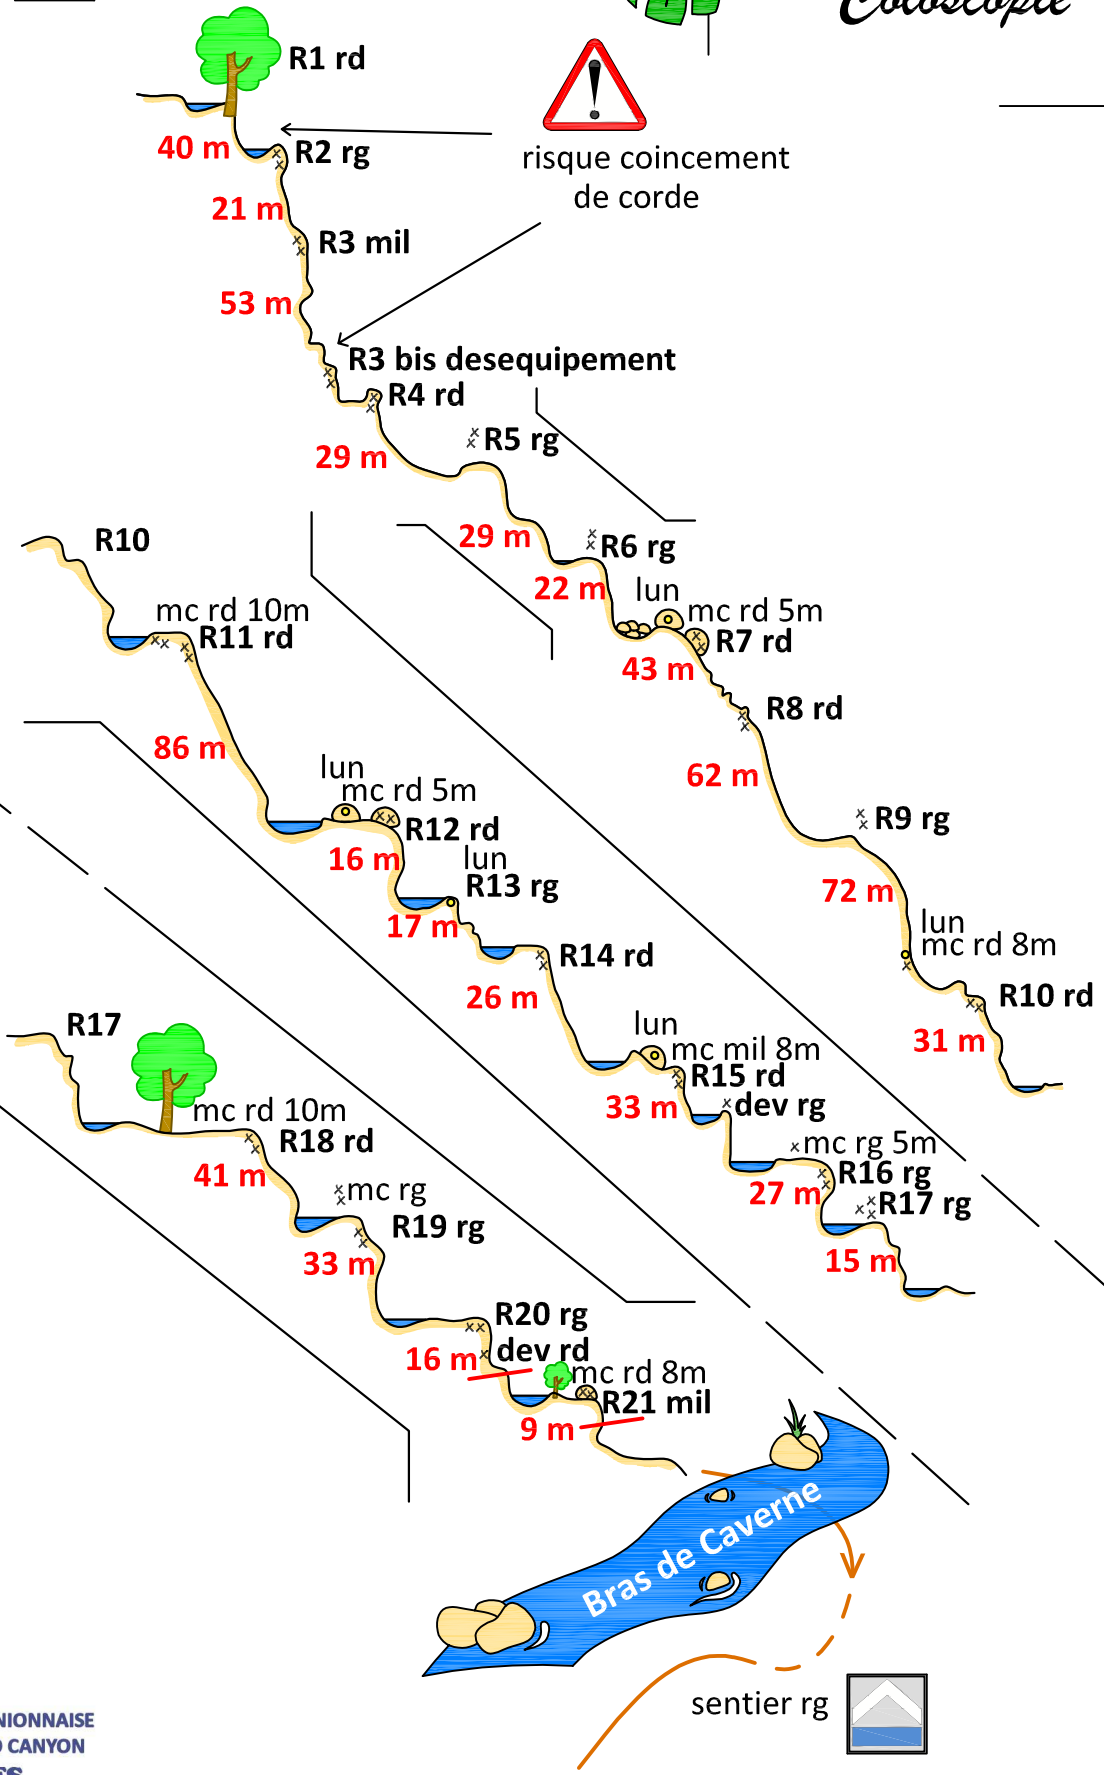 Coloscopie
R1 rd
40 m
R2 rg
risque coincement
de corde
21 m
R3 mil
53 m
R3 bis desequipement
R4 rd
29 m
R5 rg
29 m
R6 rg
22 m
lun
mc rd 5m
R7 rd
43 m
R8 rd
62 m
R9 rg
72 m
lun
mc rd 8m
R10 rd
31 m
R10
mc rd 10m
R11 rd
86 m
lun
mc rd 5m
R12 rd
16 m
lun
R13 rg
17 m
R14 rd
26 m
lun
mc mil 8m
R15 rd
33 m
dev rg
mc rg 5m
R16 rg
27 m
R17 rg
15 m
R17
mc rd 10m
R18 rd
41 m
mc rg
R19 rg
33 m
R20 rg
16 m
dev rd
mc rd 8m
R21 mil
9 m
Bras de Caverne
sentier rg
NIONNAISE
CANYON